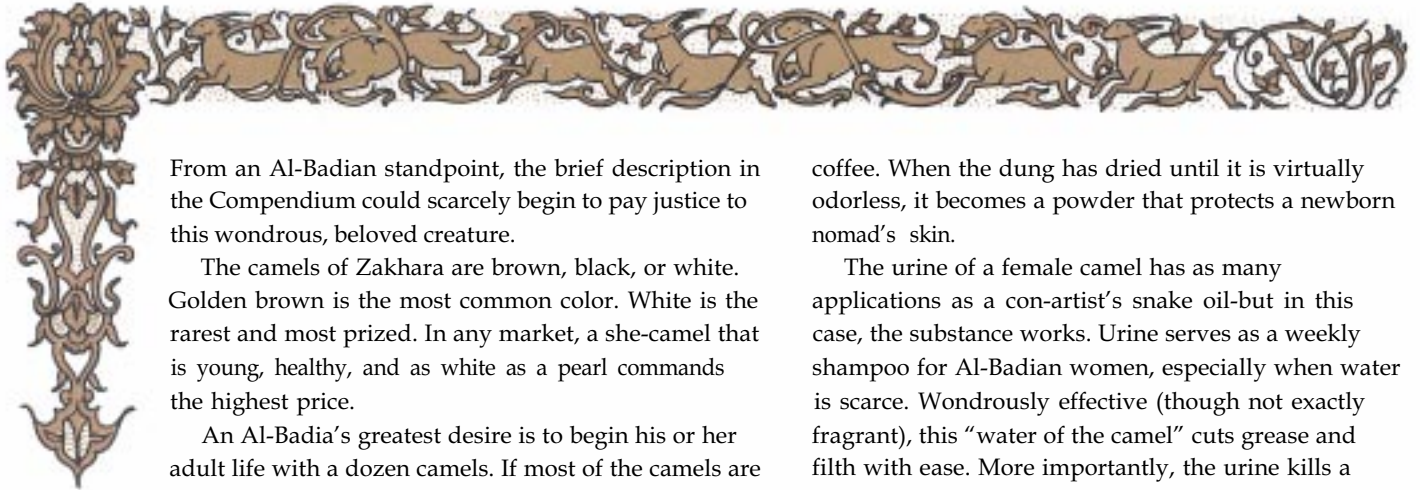 From an Al-Badian standpoint, the brief description in
the Compendium could scarcely begin to pay justice to
this wondrous, beloved creature.
The camels of Zakhara are brown, black, or white.
Golden brown is the most common color. White is the
rarest and most prized. In any market, a she-camel that
is young, healthy, and as white as a pearl commands
the highest price.
An Al-Badia’s greatest desire is to begin his or her
adult life with a dozen camels. If most of the camels are
coffee. When the dung has dried until it is virtually
odorless, it becomes a powder that protects a newborn
nomad’s skin.
The urine of a female camel has as many
applications as a con-artist’s snake oil-but in this
case, the substance works. Urine serves as a weekly
shampoo for Al-Badian women, especially when water
is scarce. Wondrously effective (though not exactly
fragrant), this “water of the camel” cuts grease and
filth with ease. More importantly, the urine kills a